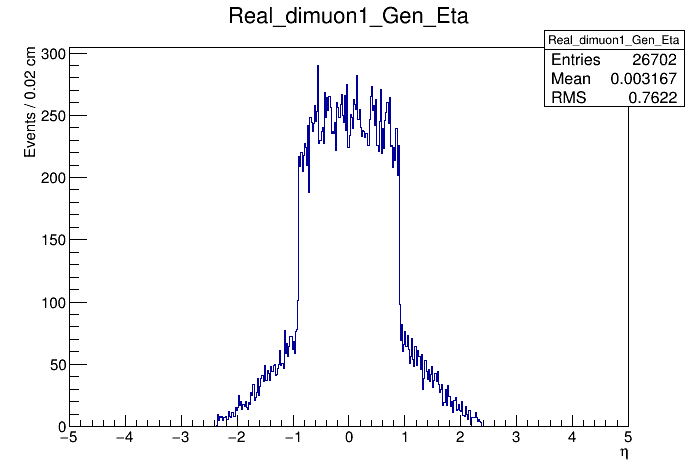 Real_dimuon1_Gen_Eta
Real_dimuon1_Gen_Eta
Entries 26702
Mean 0.003167
RMS 0.7622
Events / 0.02 cm
300
250
200
150
100
50
0
−5 −4 −3 −2 −1 0 1 2 3 4 5
η